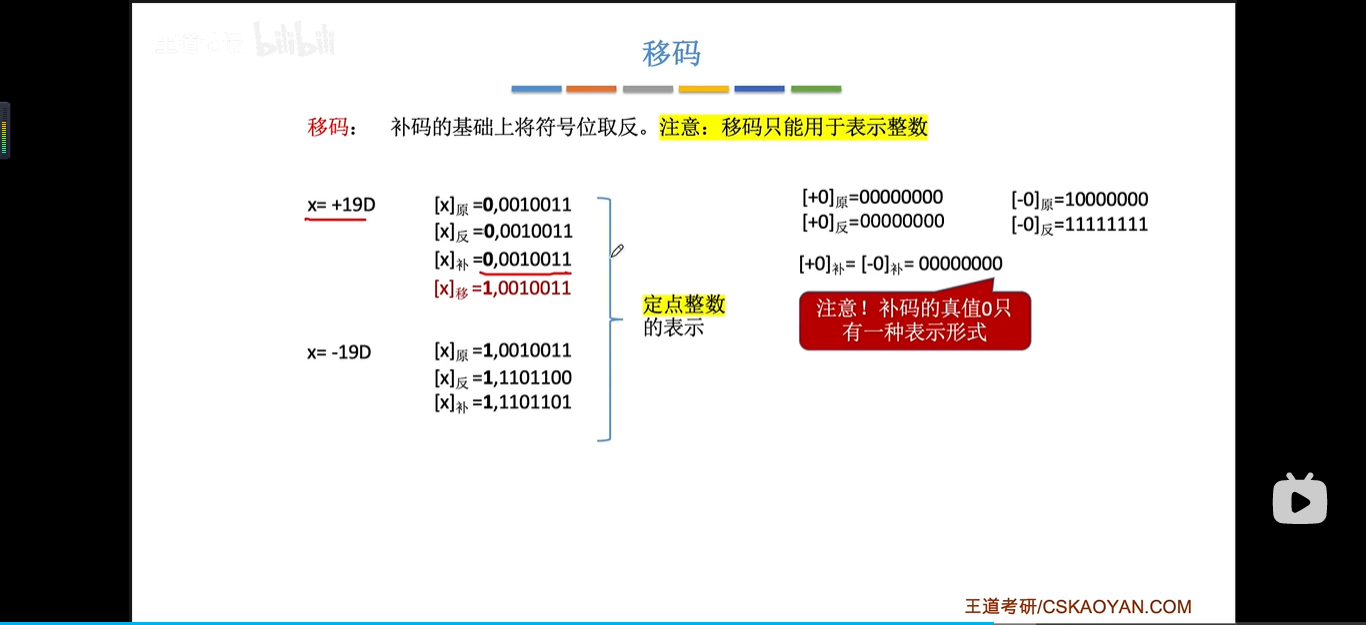 bilibili
移码
移码： 补码的基础上将符号位取反。注意：移码只能用于表示整数
x= +19D
[x]原=0,0010011
[x]反=0,0010011
[x]补=0,0010011
[x]移=1,0010011
x= -19D
[x]原=1,0010011
[x]反=1,1101100
[x]补=1,1101101
定点整数
的表示
[+0]原=00000000
[+0]反=00000000
[-0]原=10000000
[-0]反=11111111
[+0]补= [-0]补= 00000000
注意！补码的真值0只
有一种表示形式
王道考研/CSKAOYAN.COM